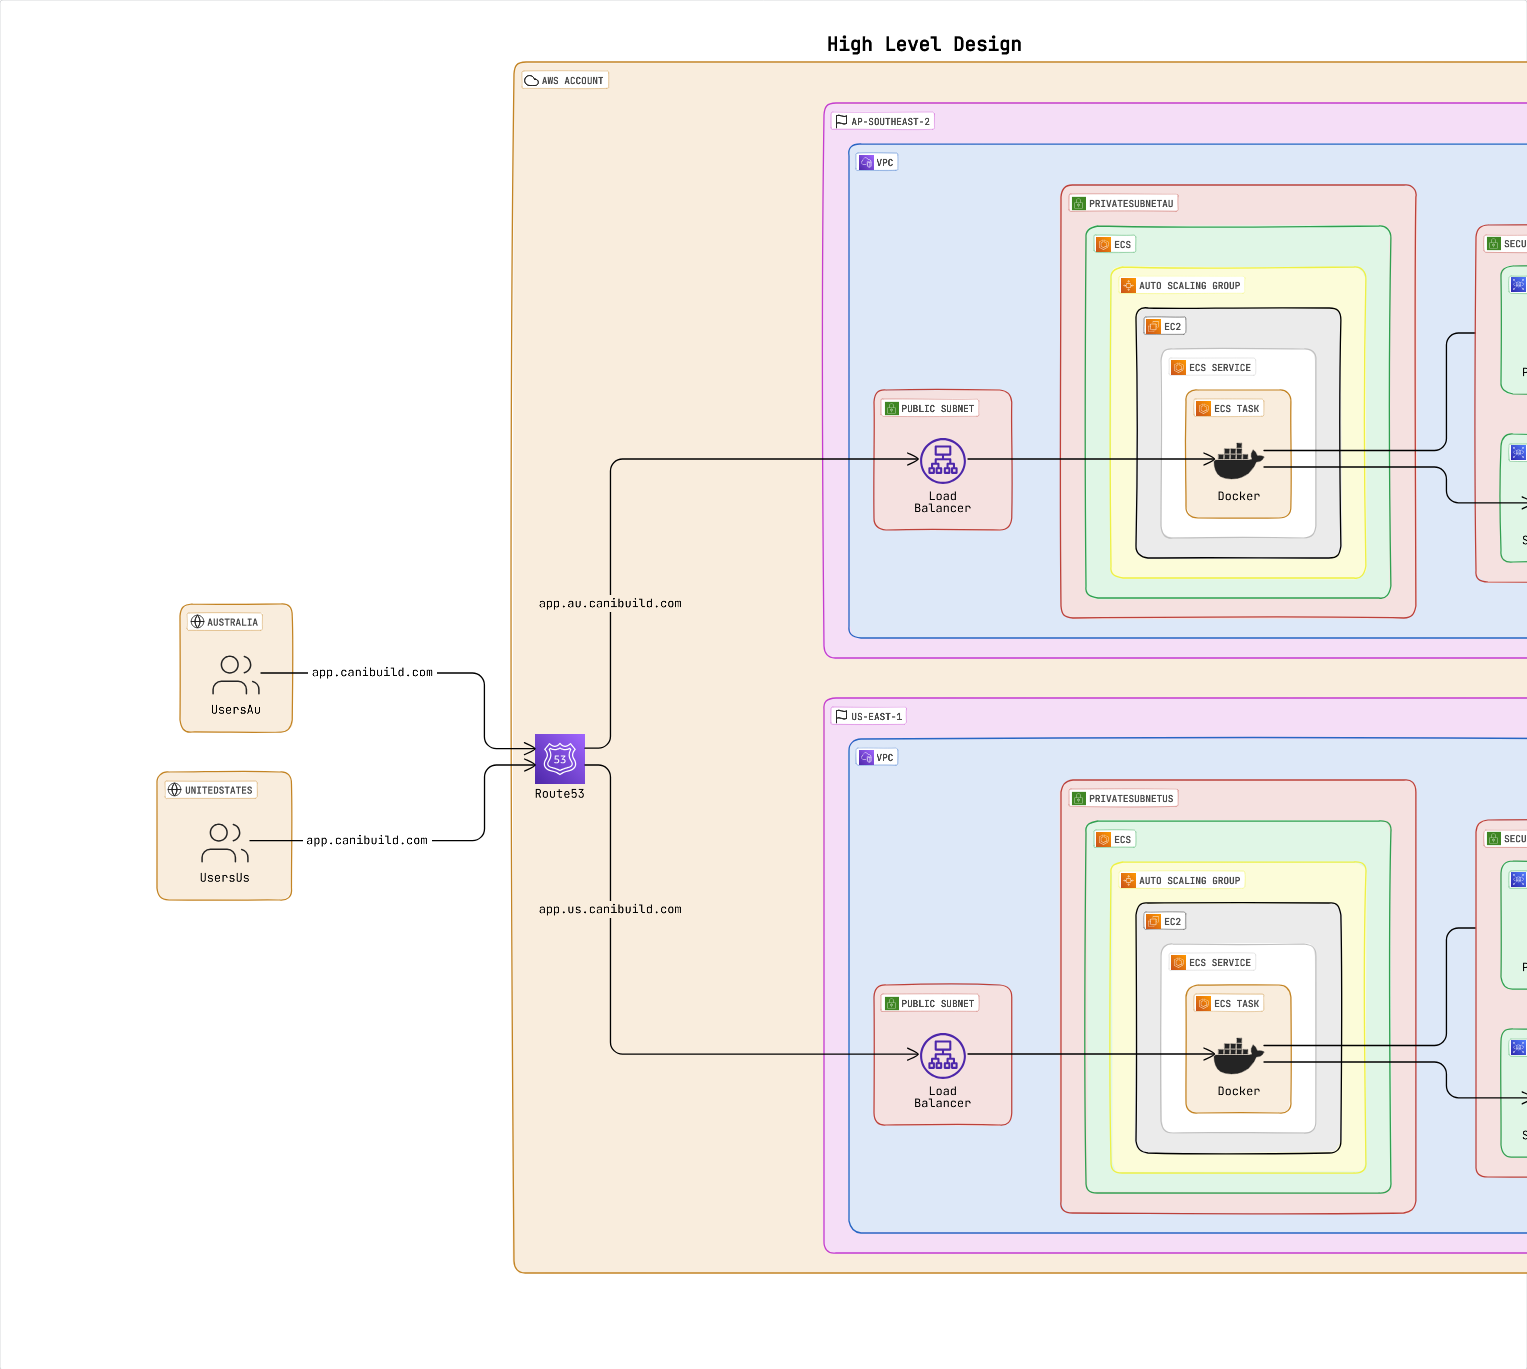 High Level Design
AWS ACCOUNT
AP-SOUTHEAST-2
VPC
PRIVATESUBNETAU
ECS
SECU
AUTO SCALING GROUP
EC2
ECS SERVICE
P
PUBLIC SUBNET
ECS TASK
Docker
Load
Balancer
S
app.au.canibuild.com
AUSTRALIA
app.canibuild.com
UsersAu
US-EAST-1
53
Route53
VPC
UNITEDSTATES
app.canibuild.com
UsersUs
PRIVATESUBNETUS
ECS
SECU
AUTO SCALING GROUP
app.us.canibuild.com
EC2
ECS SERVICE
P
PUBLIC SUBNET
ECS TASK
Docker
Load
Balancer
S